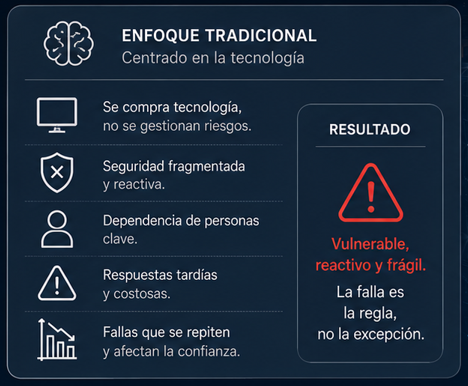 ENFOQUE TRADICIONAL
Centrado en la tecnología
Se compra tecnología,
no se gestionan riesgos.
Seguridad fragmentada
y reactiva.
Dependencia de personas
clave.
Respuestas tardías
y costosas.
Fallas que se repiten
y afectan la confianza.
RESULTADO
Vulnerable,
reactivo y frágil.
La falla es
la regla,
no la excepción.